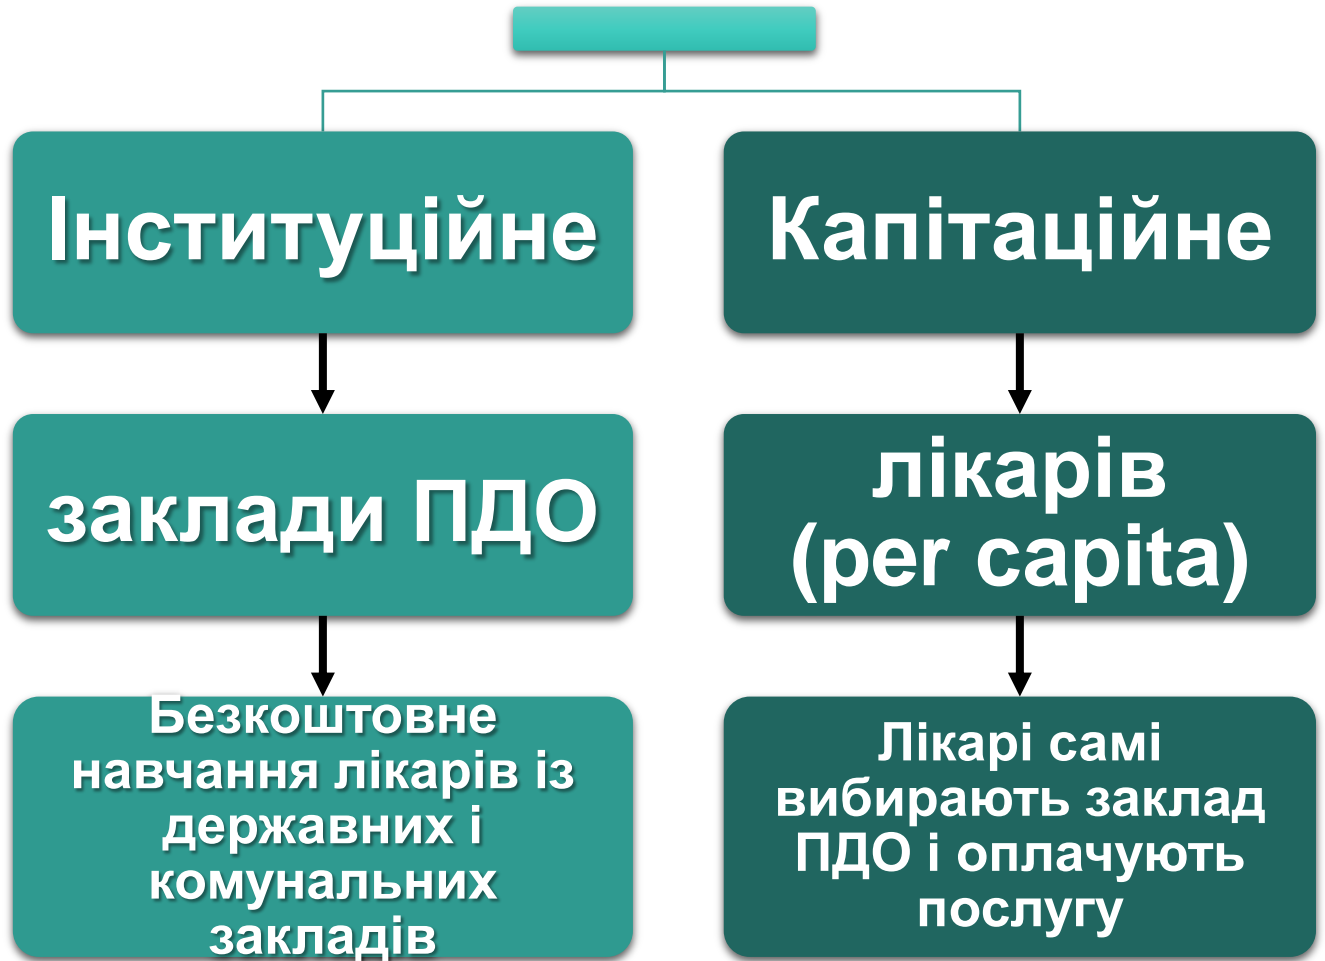 Інституційне
Капітаційне
заклади ПДО
лікарів
(per capita)
Безкоштовне
навчання лікарів із
державних і
комунальних
закладів
Лікарі самі
вибирають заклад
ПДО і оплачують
послугу